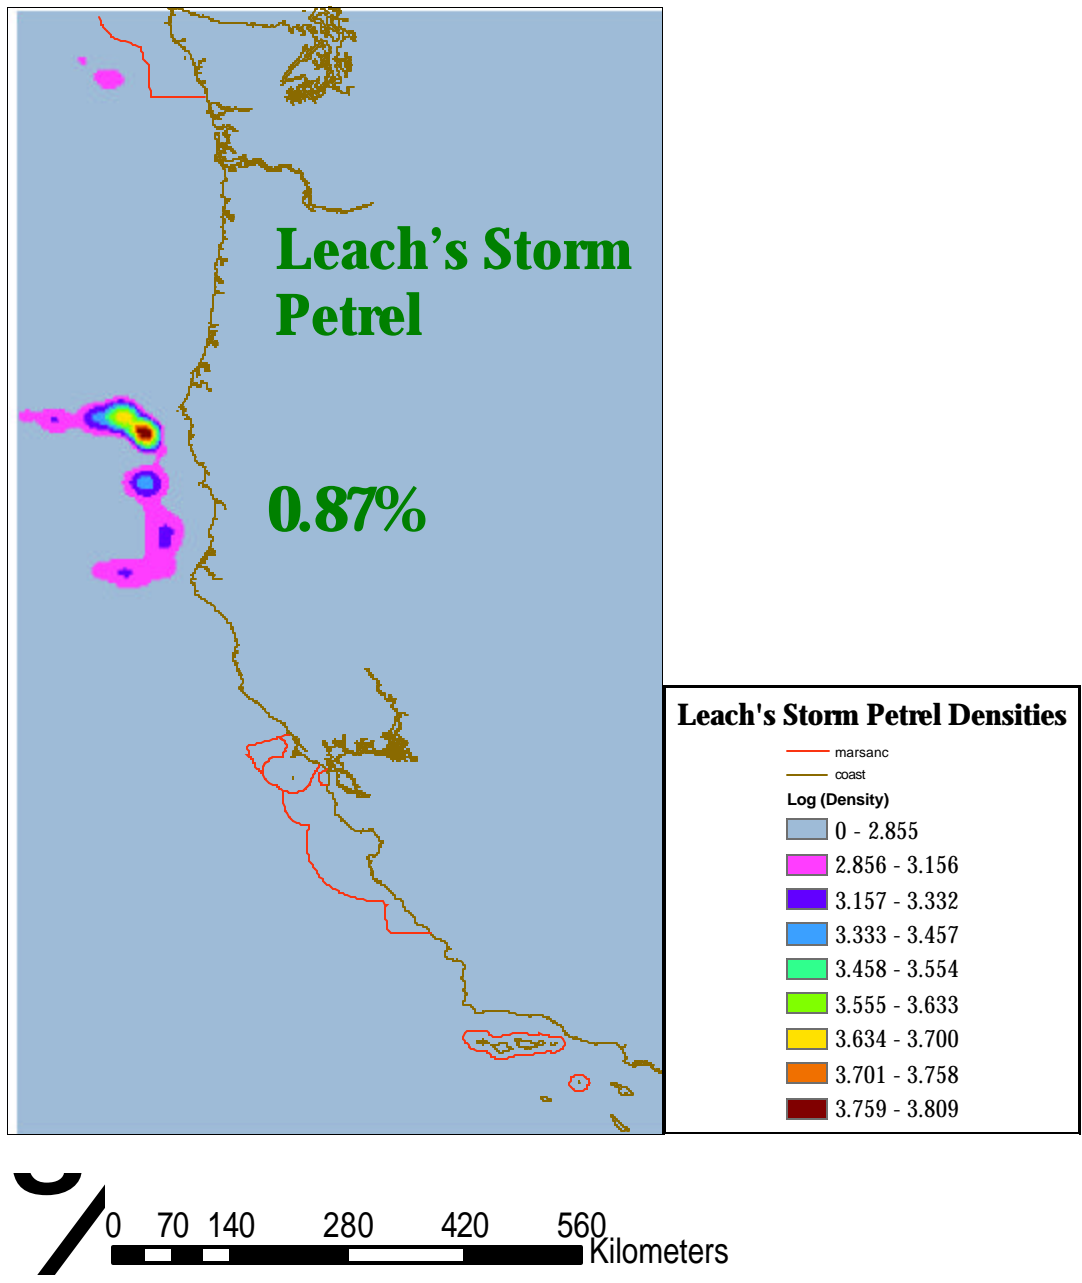 Leach's Storm
Petrel
0.87%
Leach's Storm Petrel Densities
marsanc
coast
Log (Density)
0 - 2.855
2.856 - 3.156
3.157 - 3.332
3.333 - 3.457
3.458 - 3.554
3.555 - 3.633
3.634 - 3.700
3.701 - 3.758
3.759 - 3.809
0 70 140 280 420 560
Kilometers